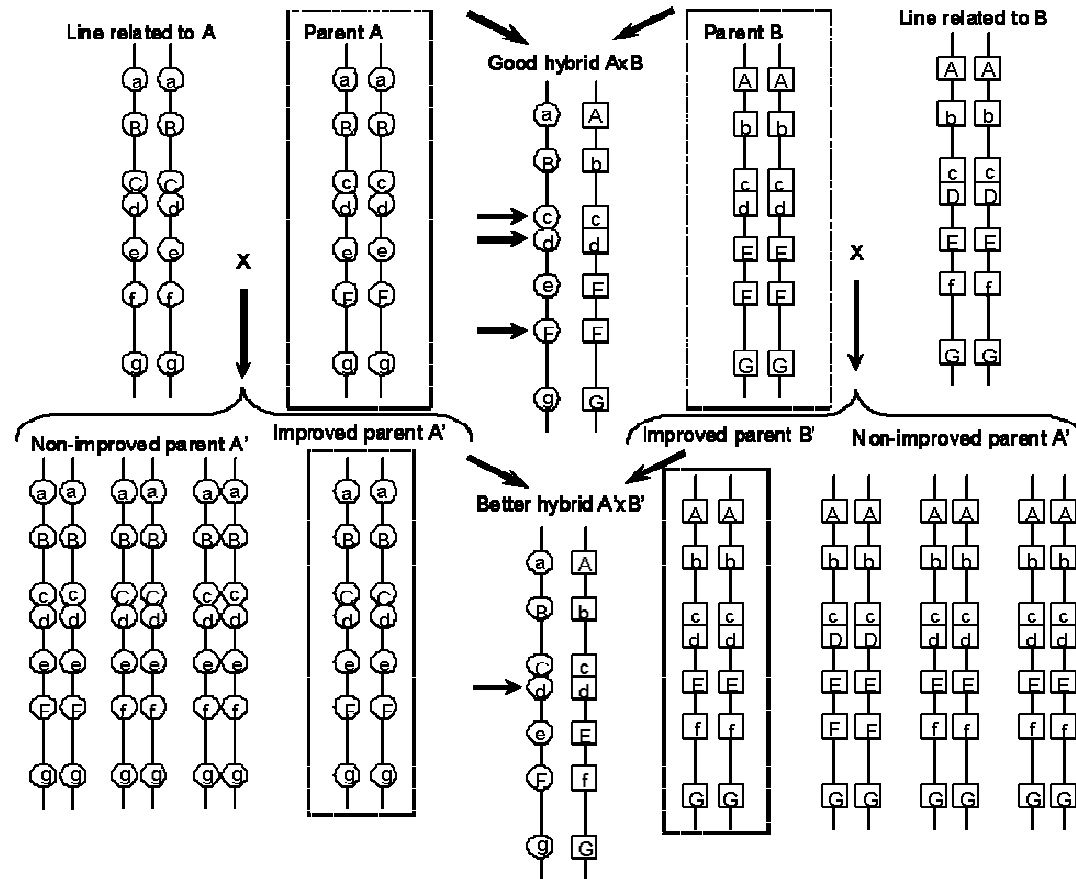 Line related to A
a a
B B
C C
d d
e e
f f
g g
X
Parent A
a a
B B
c c
d d
e e
F F
g g
Good hybrid AxB
a A
B b
c c
d d
e E
F F
g G
Parent B
A A
b b
c c
d d
E E
F F
G G
X
Line related to B
A A
b b
c c
D D
E E
f f
G G
Non-improved parent A'
a a a a a a
B B B B B B
c c C C c c
d d d d d d
e e e e e e
F F f f f f
g g g g g g
Improved parent A'
a a
B B
C C
d d
e e
F F
g g
Better hybrid A'xB'
a A
B b
C c
d d
e E
F f
g G
Improved parent B'
A A
b b
c c
d d
E E
f f
G G
Non-improved parent A'
A A A A A A
b b b b b b
c c c c c c
D D d d d d
E E E E E E
F F f f f f
G G G G G G